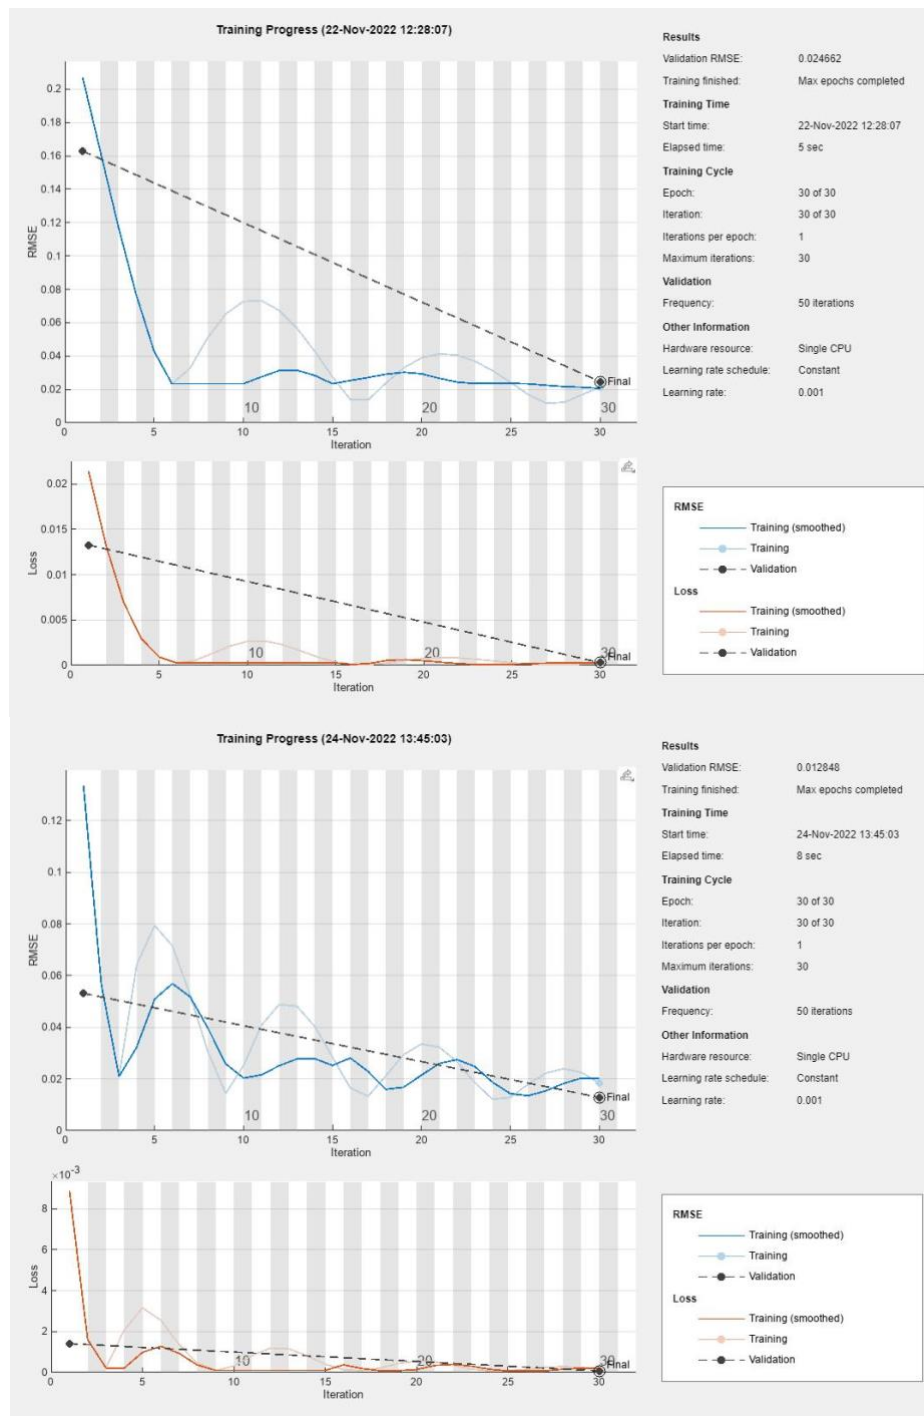 Training Progress (22-Nov-2022 12:28:07)
Results
Validation RMSE: 0.024662
Training finished: Max epochs completed
Training Time
Start time: 22-Nov-2022 12:28:07
Elapsed time: 5 sec
Training Cycle
Epoch: 30 of 30
Iteration: 30 of 30
Iterations per epoch: 1
Maximum iterations: 30
Validation
Frequency: 50 iterations
Other Information
Hardware resource: Single CPU
Learning rate schedule: Constant
Learning rate: 0.001
RMSE
0.2
0.18
0.16
0.14
0.12
0.1
0.08
0.06
0.04
0.02
0
Final
10 20 30
0 5 10 15 20 25 30
Iteration
Loss
0.02
0.015
0.01
0.005
0
10 20 30
Final
0 5 10 15 20 25 30
Iteration
RMSE
Training (smoothed)
Training
Validation
Loss
Training (smoothed)
Training
Validation
Training Progress (24-Nov-2022 13:45:03)
Results
Validation RMSE: 0.012848
Training finished: Max epochs completed
Training Time
Start time: 24-Nov-2022 13:45:03
Elapsed time: 8 sec
Training Cycle
Epoch: 30 of 30
Iteration: 30 of 30
Iterations per epoch: 1
Maximum iterations: 30
Validation
Frequency: 50 iterations
Other Information
Hardware resource: Single CPU
Learning rate schedule: Constant
Learning rate: 0.001
RMSE
0.12
0.1
0.08
0.06
0.04
0.02
0
Final
10 20 30
0 5 10 15 20 25 30
Iteration
×10⁻³
Loss
8
6
4
2
0
10 20 30
Final
0 5 10 15 20 25 30
Iteration
RMSE
Training (smoothed)
Training
Validation
Loss
Training (smoothed)
Training
Validation